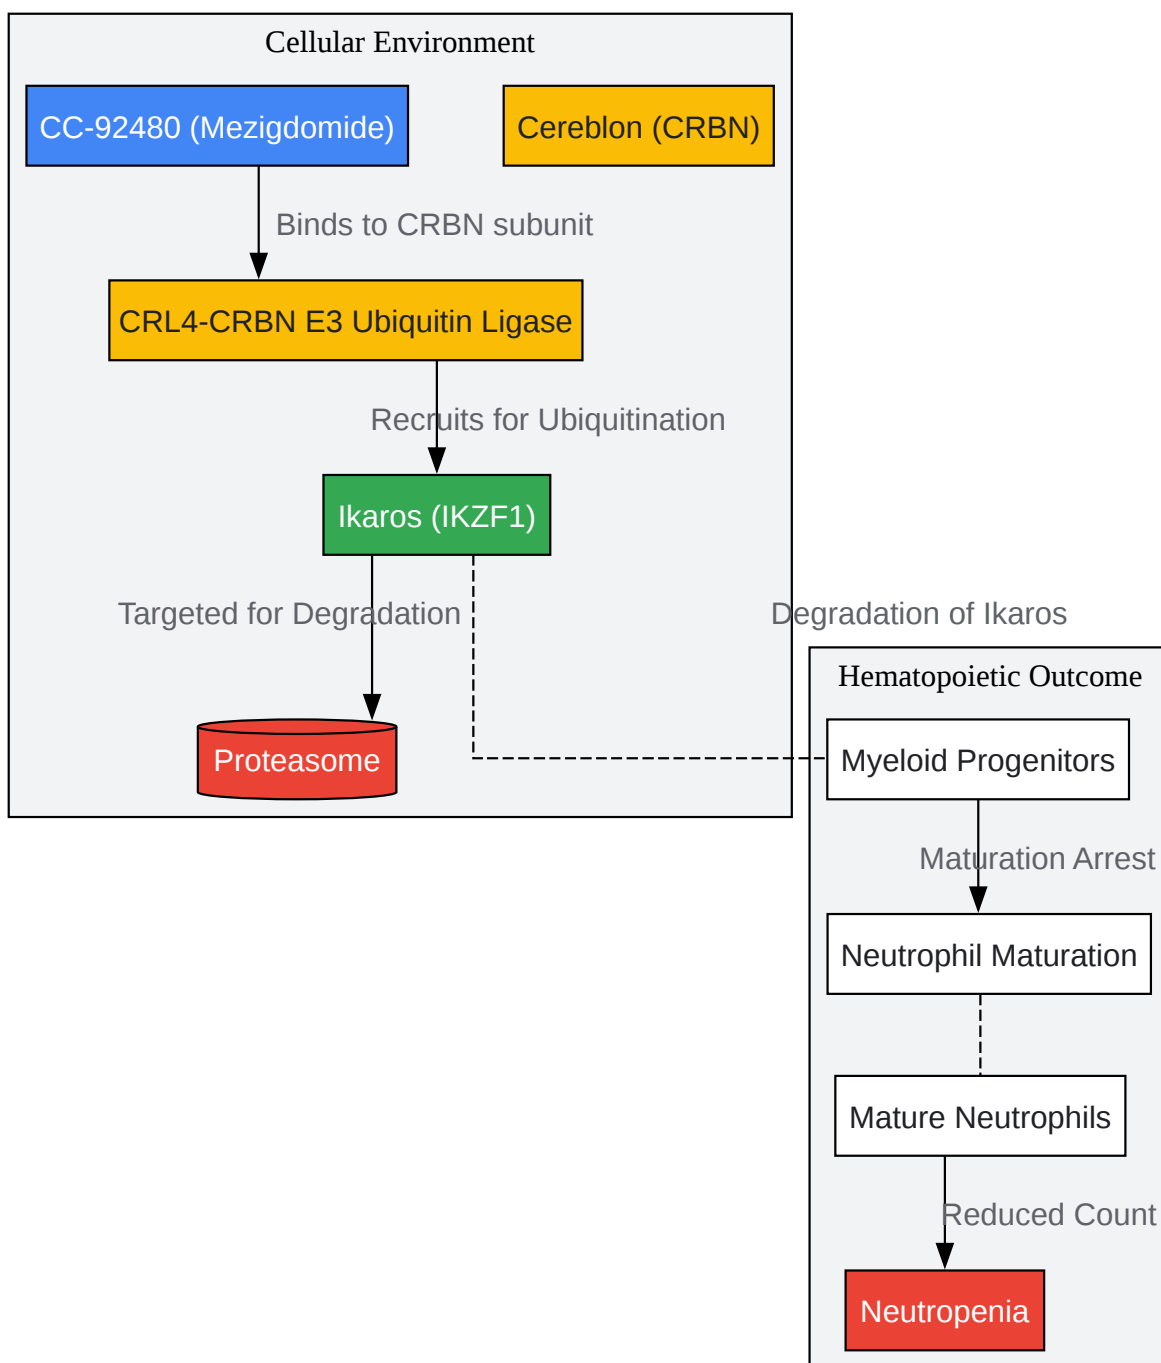 Cellular Environment
CC-92480 (Mezigdomide)
Cereblon (CRBN)
Binds to CRBN subunit
CRL4-CRBN E3 Ubiquitin Ligase
Recruits for Ubiquitination
Ikaros (IKZF1)
Targeted for Degradation
Degradation of Ikaros
Proteasome
Hematopoietic Outcome
Myeloid Progenitors
Maturation Arrest
Neutrophil Maturation
Mature Neutrophils
Reduced Count
Neutropenia